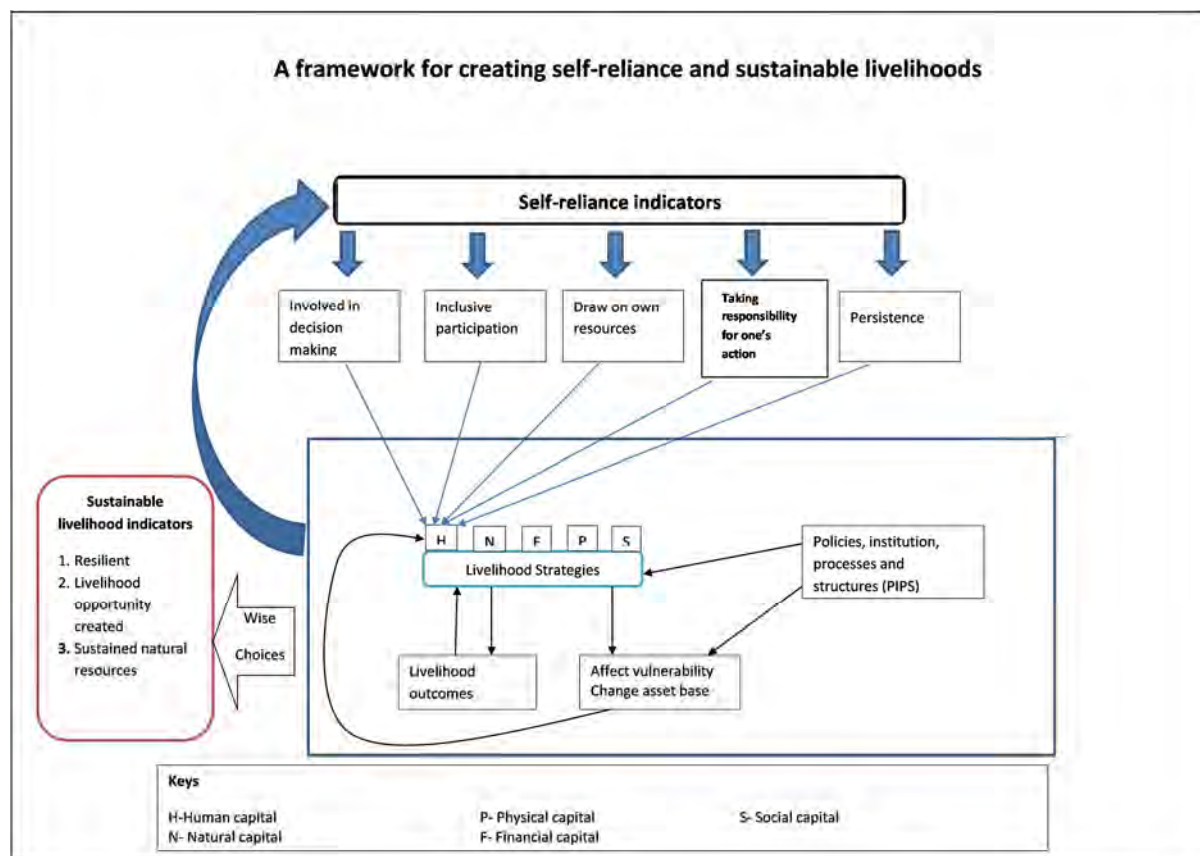 A framework for creating self-reliance and sustainable livelihoods
Self-reliance indicators
Involved in
decision
making
Inclusive
participation
Draw on own
resources
Taking
responsibility
for one's
action
Persistence
Sustainable
livelihood indicators
1. Resilient
2. Livelihood
opportunity
created
3. Sustained natural
resources
Wise
Choices
H N F P S
Livelihood Strategies
Policies, institution,
processes and
structures (PIPS)
Livelihood
outcomes
Affect vulnerability
Change asset base
Keys
H-Human capital P- Physical capital S- Social capital
N- Natural capital F- Financial capital